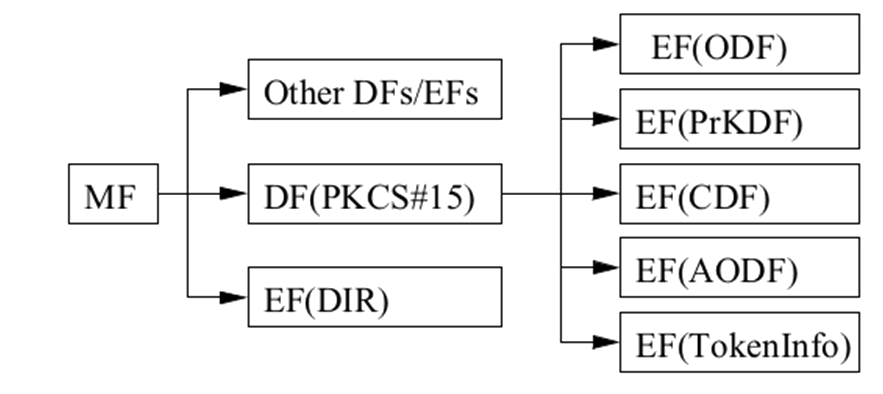 MF
Other DFs/EFs
DF(PKCS#15)
EF(DIR)
EF(ODF)
EF(PrKDF)
EF(CDF)
EF(AODF)
EF(TokenInfo)